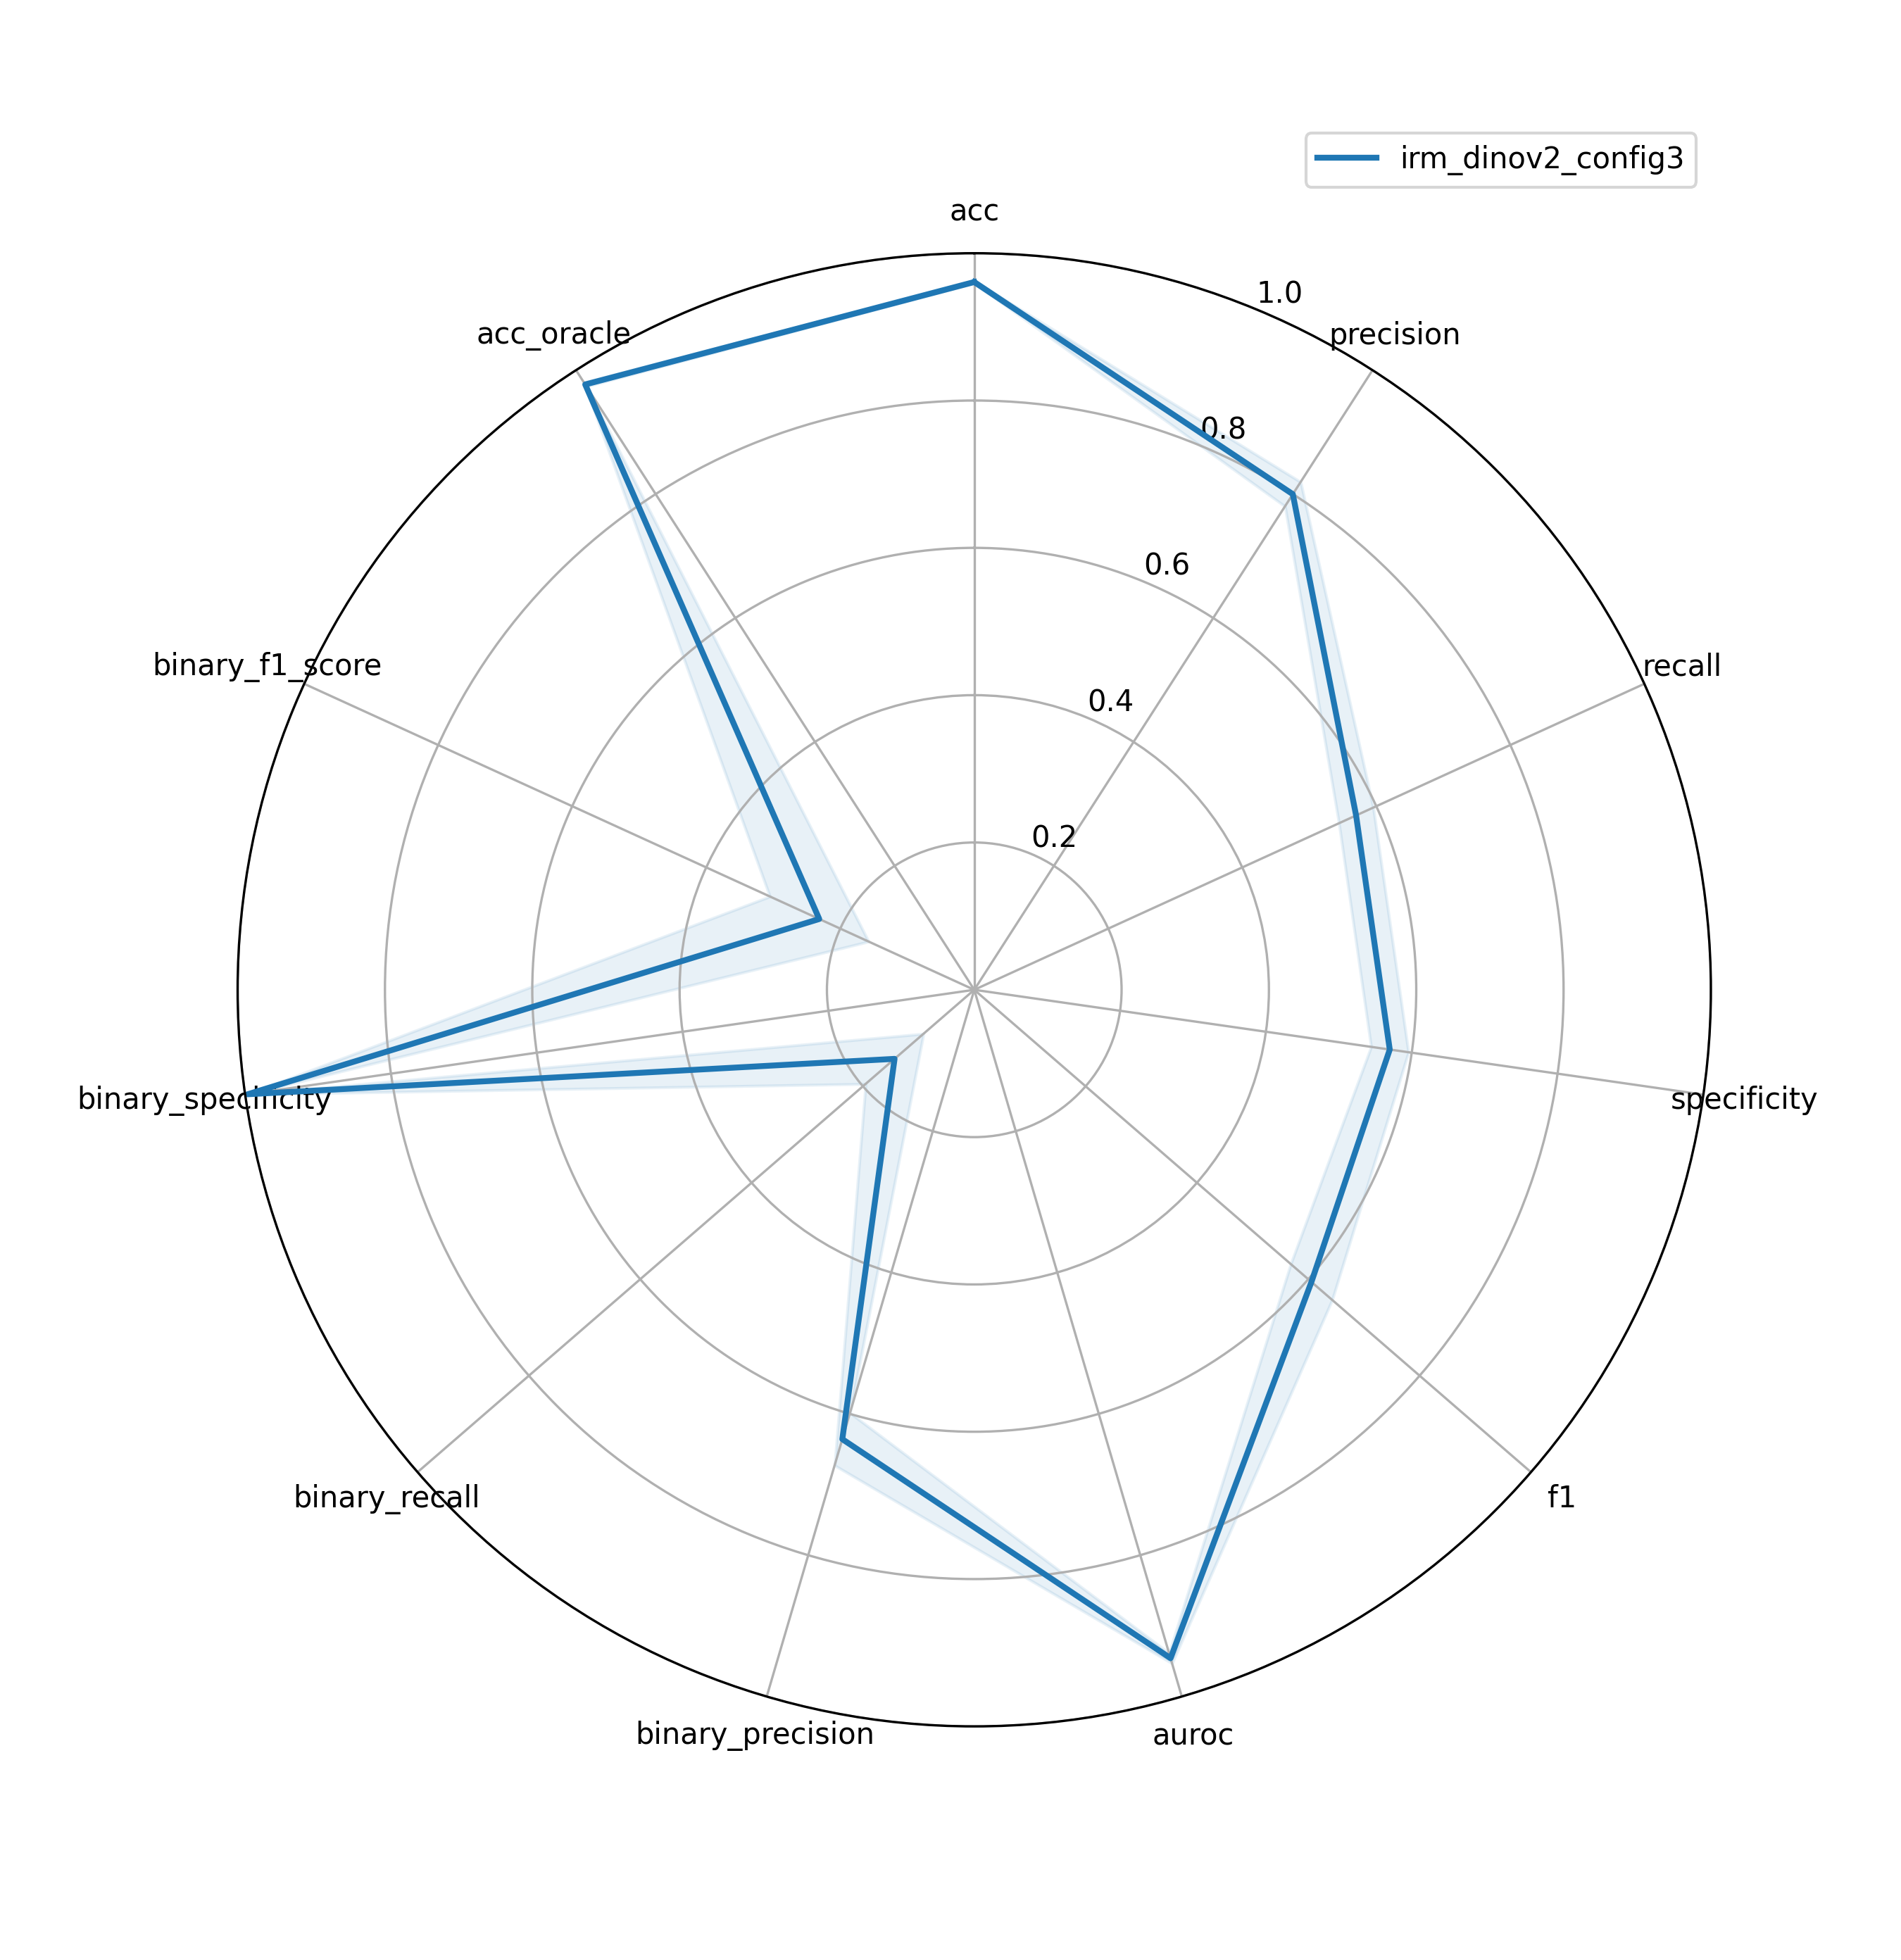 irm_dinov2_config3
acc
1.0
acc_oracle
precision
0.8
0.6
binary_f1_score
recall
0.4
0.2
binary_specificity
specificity
binary_recall
f1
binary_precision
auroc